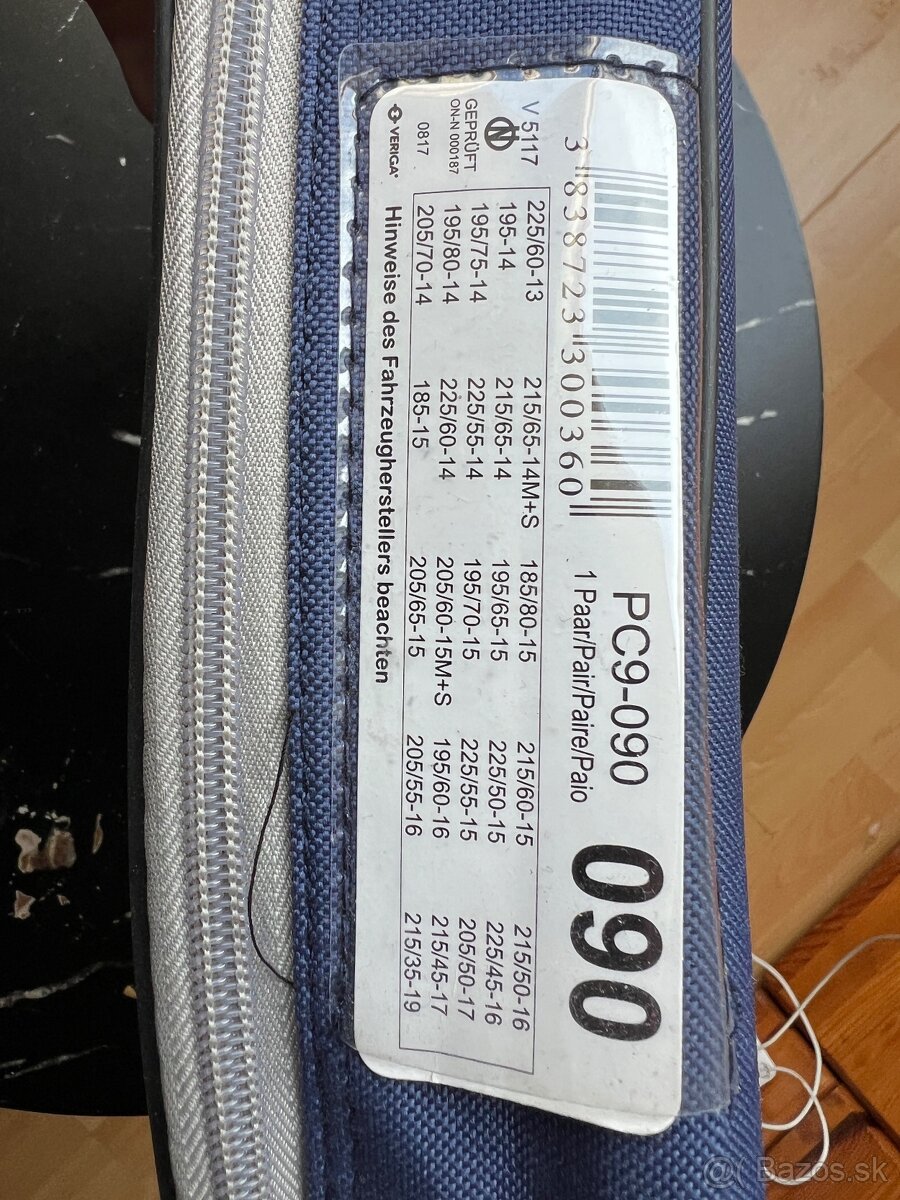 PC9-090 090
3 838723 300360 1 Paar/Pair/Paire/Paio
V 5117
GEPRÜFT
ON-N 000187
0817
VERIGA®
225/60-13 215/65-14M+S 185/80-15 215/60-15 215/50-16
195-14 215/65-14 195/65-15 225/50-15 225/45-16
195/75-14 225/55-14 195/70-15 225/55-15 205/50-17
195/80-14 225/60-14 205/60-15M+S 195/60-16 215/45-17
205/70-14 185-15 205/65-15 205/55-16 215/35-19
Hinweise des Fahrzeugherstellers beachten
@( Bazos.sk